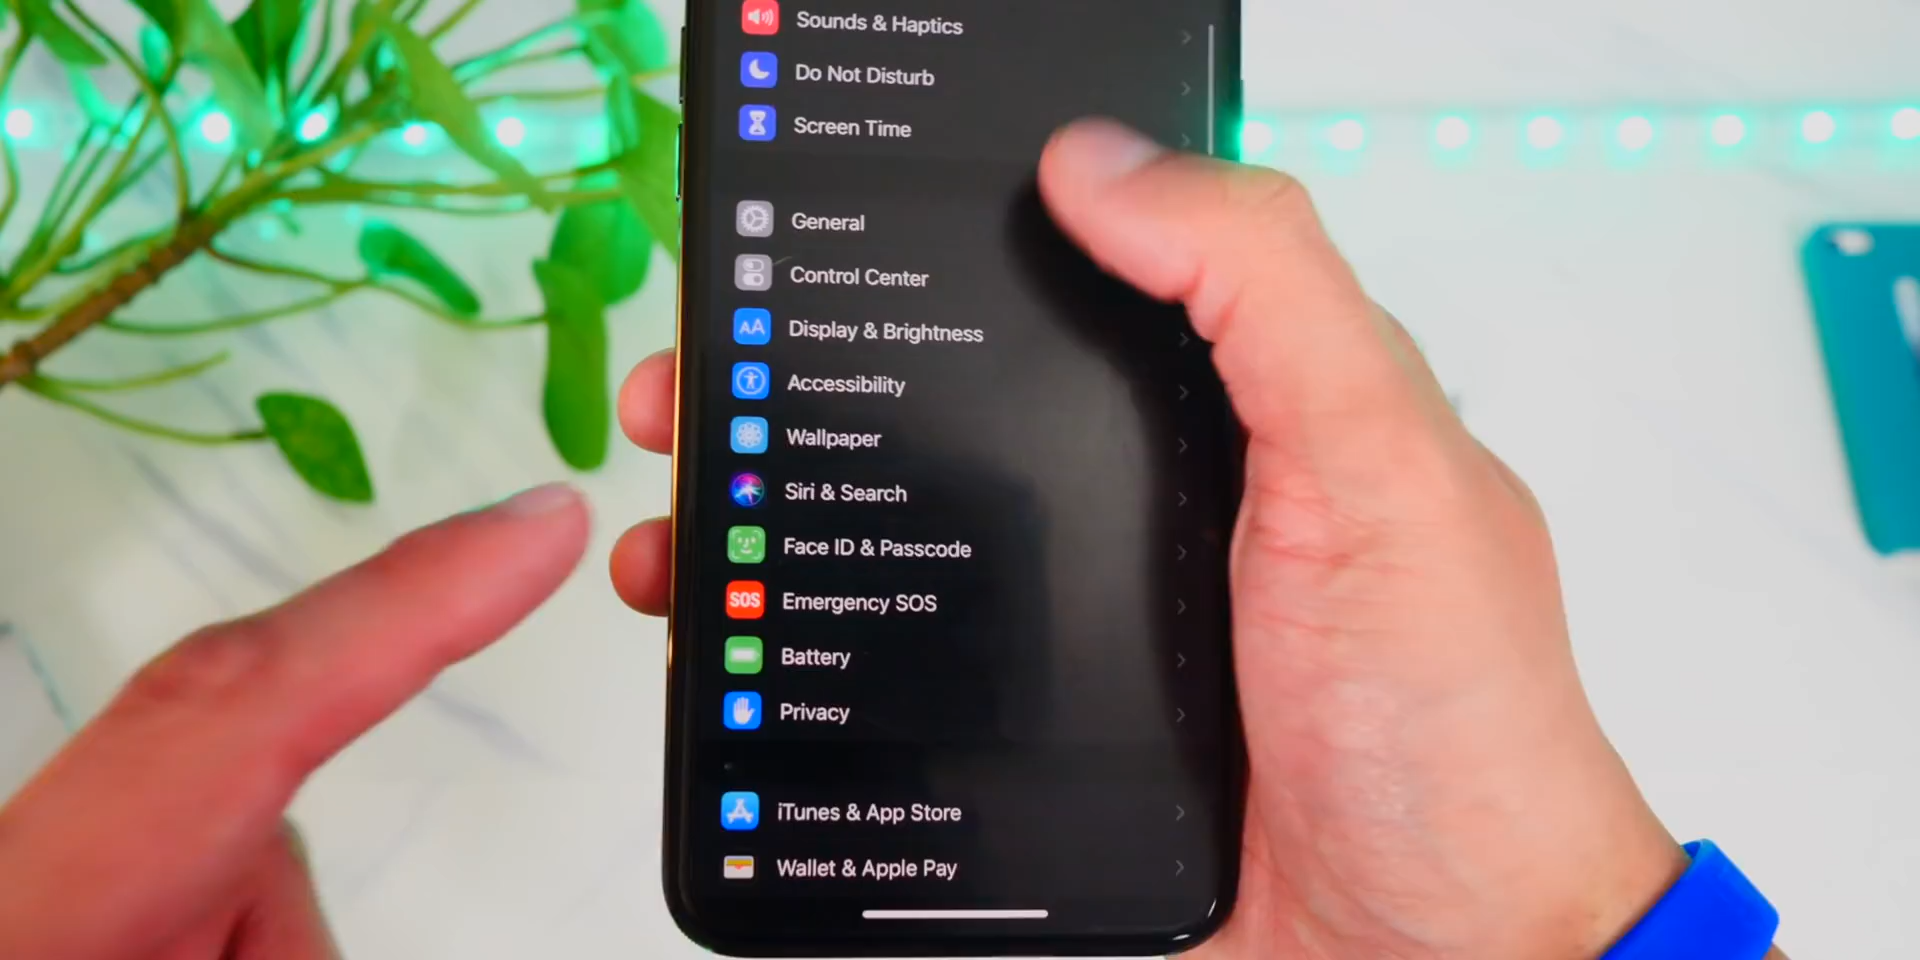 Sounds & Haptics
Do Not Disturb
Screen Time
General
Control Center
AA Display & Brightness
Accessibility
Wallpaper
Siri & Search
Face ID & Passcode
SOS Emergency SOS
Battery
Privacy
iTunes & App Store
Wallet & Apple Pay